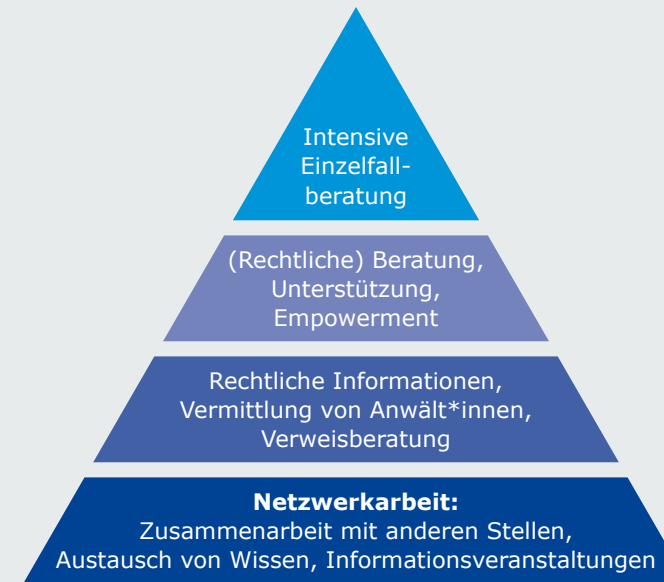 Intensive
Einzelfall-
beratung
(Rechtliche) Beratung,
Unterstützung,
Empowerment
Rechtliche Informationen,
Vermittlung von Anwält*innen,
Verweisberatung
Netzwerkarbeit:
Zusammenarbeit mit anderen Stellen,
Austausch von Wissen, Informationsveranstaltungen